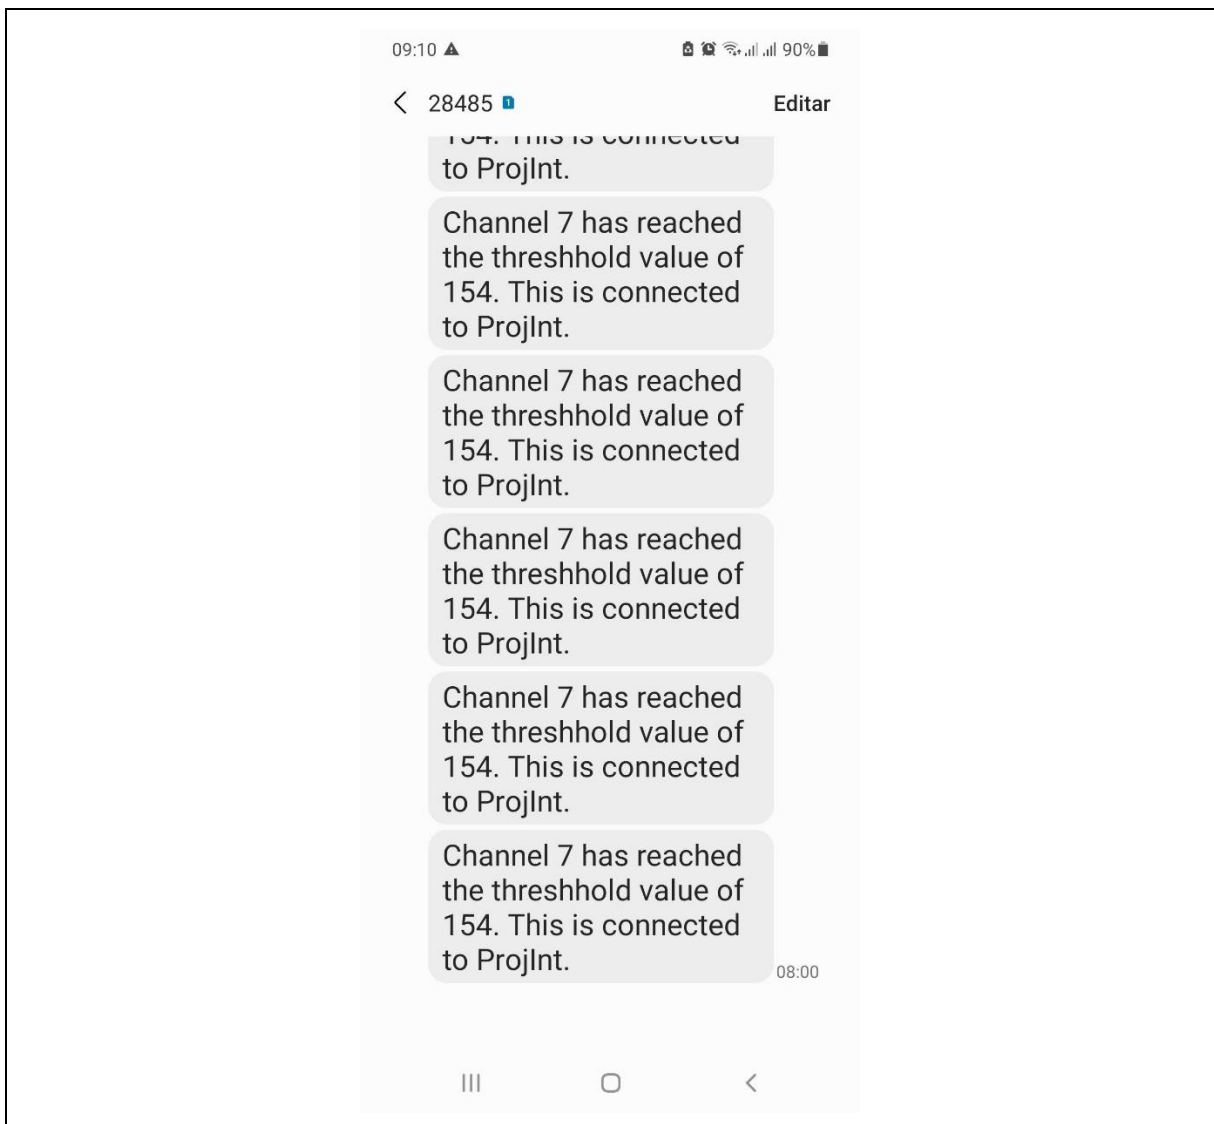 09:10
90%
28485
Editar
154. This is connected
to ProjInt.
Channel 7 has reached
the threshhold value of
154. This is connected
to ProjInt.
Channel 7 has reached
the threshhold value of
154. This is connected
to ProjInt.
Channel 7 has reached
the threshhold value of
154. This is connected
to ProjInt.
Channel 7 has reached
the threshhold value of
154. This is connected
to ProjInt.
Channel 7 has reached
the threshhold value of
154. This is connected
to ProjInt.
08:00